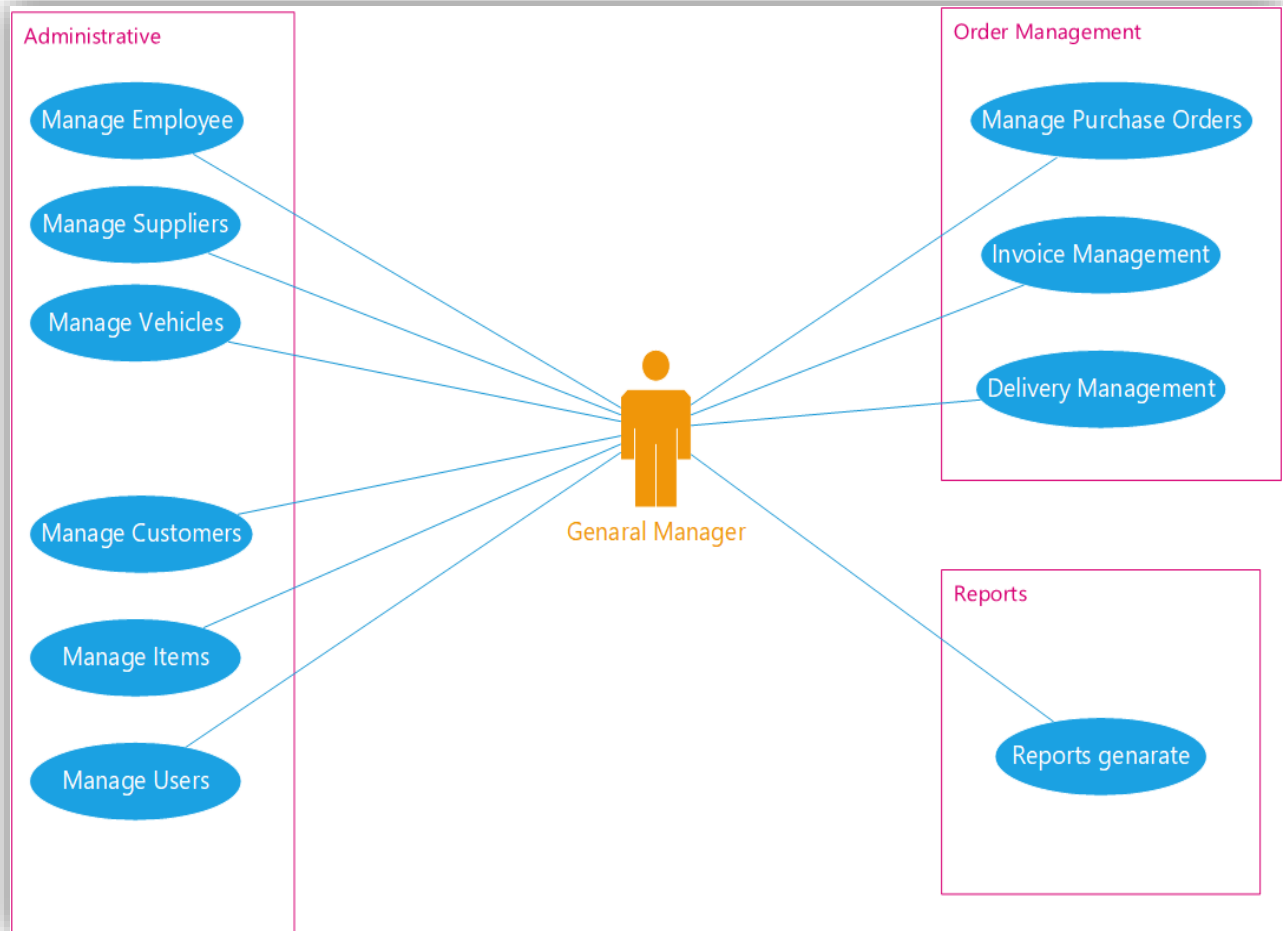 Administrative
Manage Employee
Manage Suppliers
Manage Vehicles
Manage Customers
Manage Items
Manage Users
Genaral Manager
Order Management
Manage Purchase Orders
Invoice Management
Delivery Management
Reports
Reports genarate